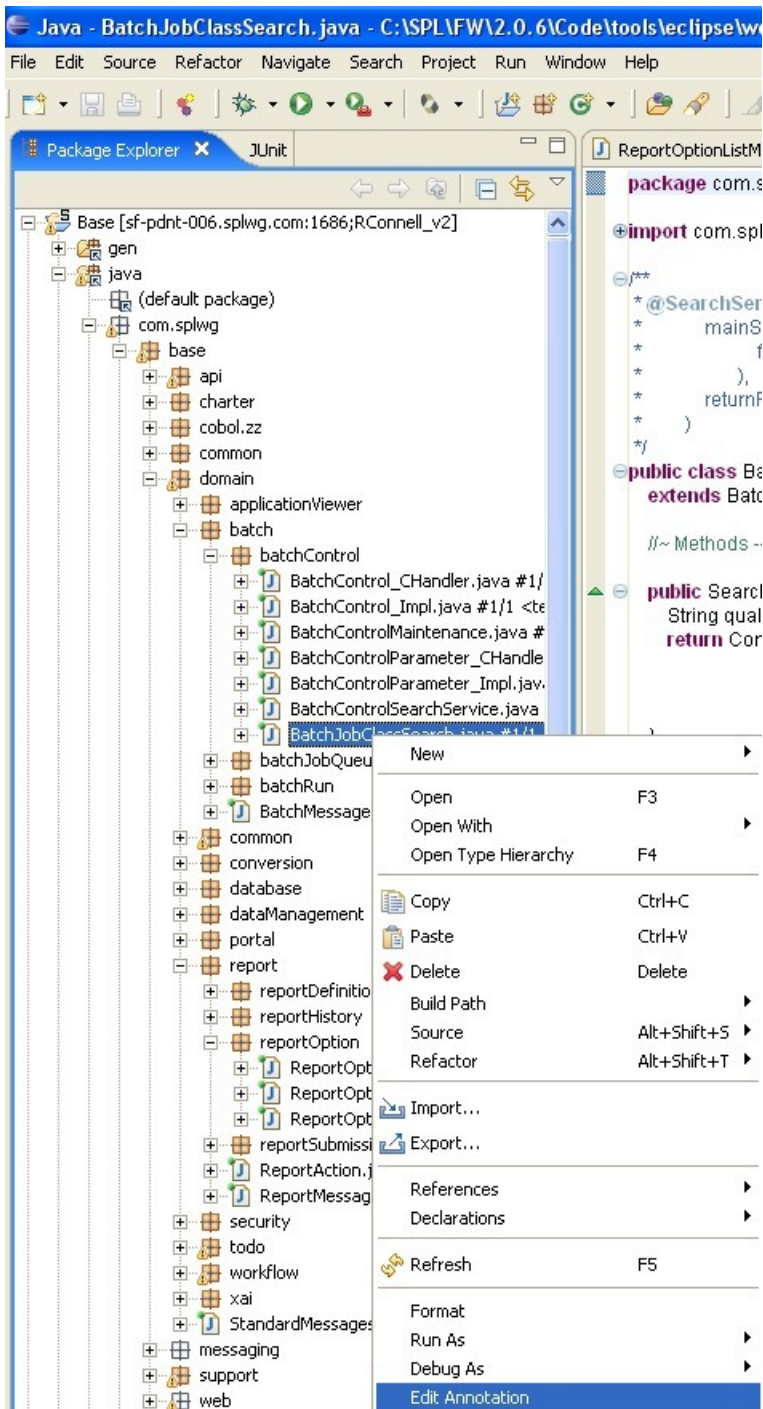 Java - BatchJobClassSearch.java - C:\SPL\FW\2.0.6\Code\tools\eclipse\w
File Edit Source Refactor Navigate Search Project Run Window Help
Package Explorer JUnit
ReportOptionListM
Base [sf-pdnt-006.splwg.com:1686;RConnell_v2]
gen
java
(default package)
com.splwg
base
api
charter
cobol.zz
common
domain
applicationViewer
batch
batchControl
BatchControl_CHandler.java #1/
BatchControl_Impl.java #1/1 <te
BatchControlMaintenance.java #
BatchControlParameter_CHandle
BatchControlParameter_Impl.jav
BatchControlSearchService.java
BatchJobClassSearch.java #1/1
batchJobQueu
batchRun
BatchMessage
common
conversion
database
dataManagement
portal
report
reportDefinitio
reportHistory
reportOption
ReportOpt
ReportOpt
ReportOpt
reportSubmissi
ReportAction.j
ReportMessag
security
todo
workflow
xai
StandardMessages
messaging
support
web
package com.s
import com.spl
/**
* @SearchSer
* mainS
* f
* ),
* returnF
* )
*/
public class Ba
extends Batc
//~ Methods --
public Searcl
String qual
return Con
New
Open F3
Open With
Open Type Hierarchy F4
Copy Ctrl+C
Paste Ctrl+V
Delete Delete
Build Path
Source Alt+Shift+S
Refactor Alt+Shift+T
Import...
Export...
References
Declarations
Refresh F5
Format
Run As
Debug As
Edit Annotation